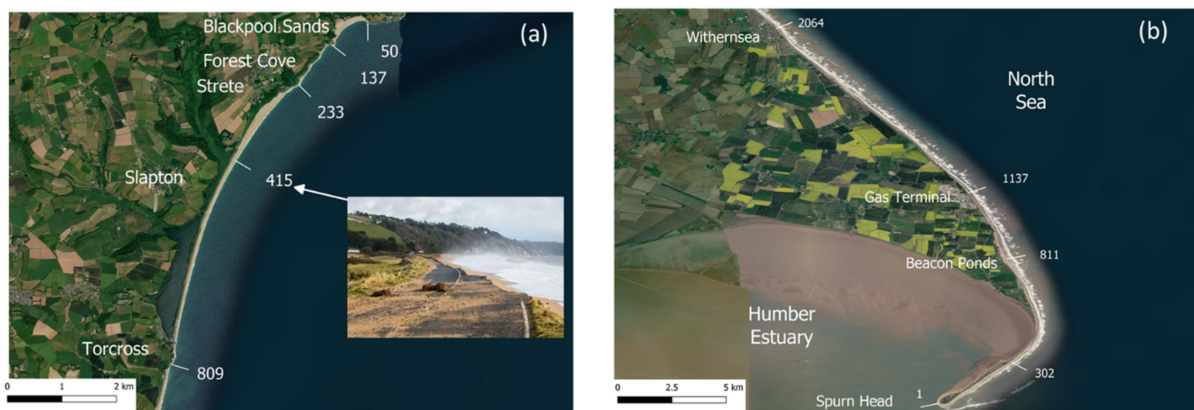 (a)
Blackpool Sands
50
Forest Cove
137
Strete
233
Slapton
415
Torcross
809
0 1 2 km
(b)
2064
Withernsea
North
Sea
1137
Gas Terminal
811
Beacon Ponds
Humber
Estuary
302
1
Spurn Head
0 2.5 5 km